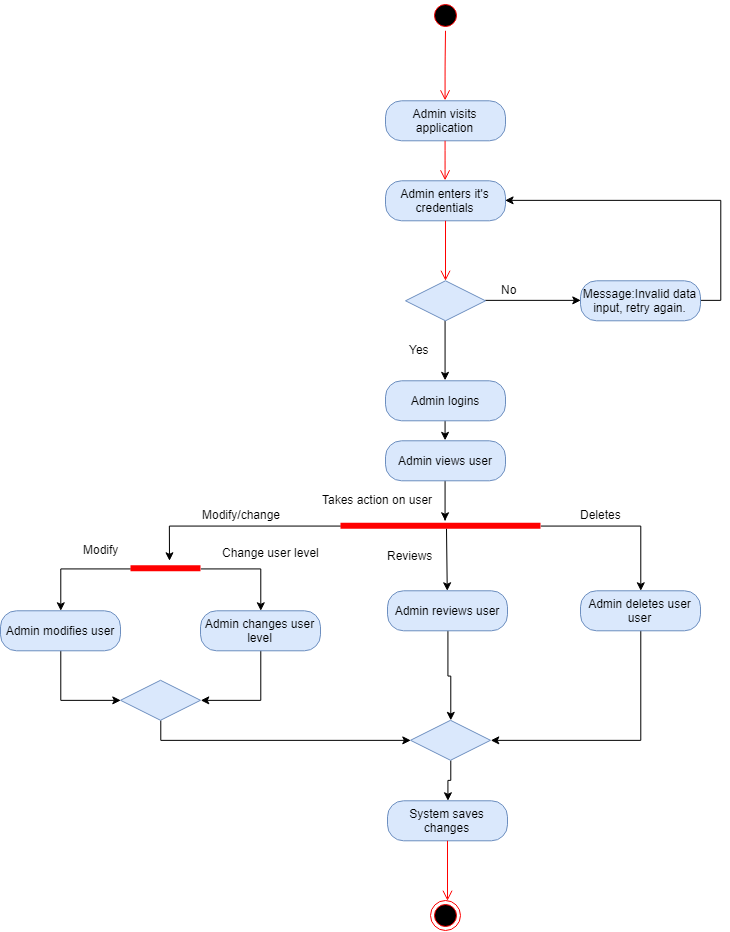 Admin visits
application
Admin enters it's
credentials
No
Message:Invalid data
input, retry again.
Yes
Admin logins
Admin views user
Takes action on user
Modify/change
Deletes
Modify
Change user level
Reviews
Admin modifies user
Admin changes user
level
Admin reviews user
Admin deletes user
user
System saves
changes